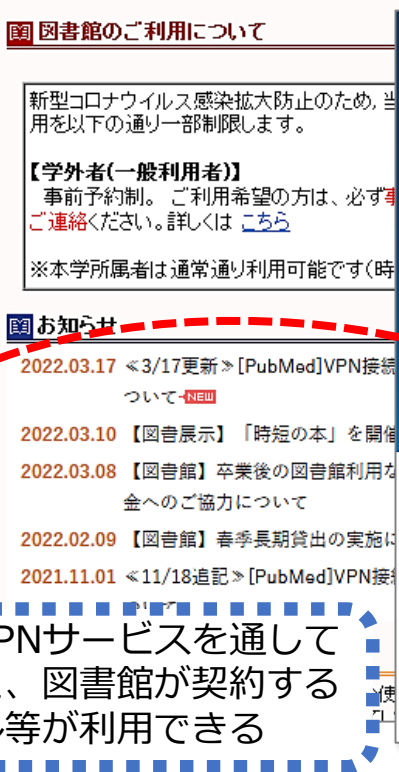 図書館のご利用について
新型コロナウイルス感染拡大防止のため, 当
用を以下の通り一部制限します。
【学外者(一般利用者)】
事前予約制。ご利用希望の方は、必ず事
ご連絡ください。詳しくは こちら
※本学所属者は通常通り利用可能です(時
お知らせ
2022.03.17 ≪3/17更新≫[PubMed]VPN接続
ついて NEW
2022.03.10 【図書展示】「時短の本」を開催
2022.03.08 【図書館】卒業後の図書館利用な
金へのご協力について
2022.02.09 【図書館】春季長期貸出の実施に
2021.11.01 ≪11/18追記≫[PubMed]VPN接
PNサービスを通して
、図書館が契約する
等が利用できる